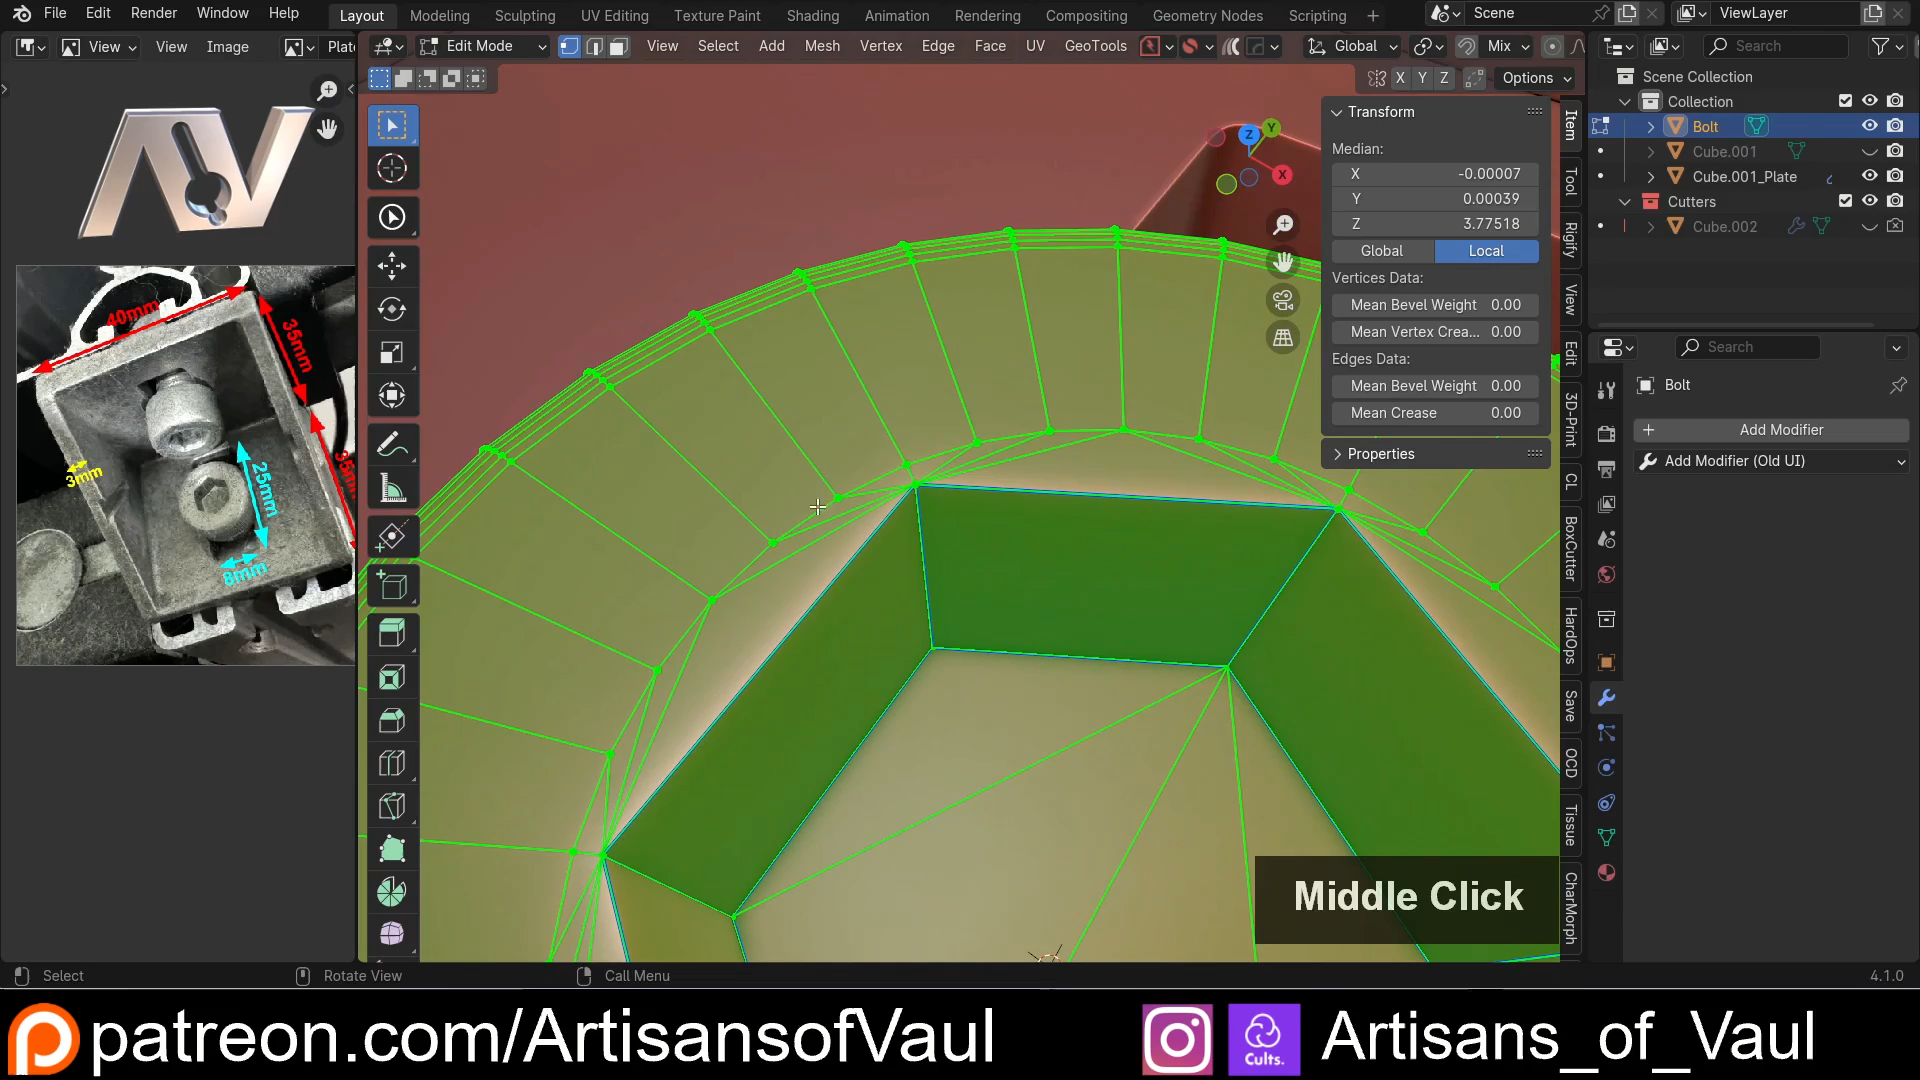 File Edit Render Window Help Layout Modeling Sculpting UV Editing Texture Paint Shading Animation Rendering Compositing Geometry Nodes Scripting + Scene ViewLayer
View View Image Plate Edit Mode View Select Add Mesh Vertex Edge Face UV GeoTools Global Mix Search
X Y Z Options
Scene Collection
Collection
Bolt
Cube.001
Cube.001_Plate
Cutters
Cube.002
Transform
Median:
X -0.00007
Y 0.00039
Z 3.77518
Global Local
Vertices Data:
Mean Bevel Weight 0.00
Mean Vertex Crea... 0.00
Edges Data:
Mean Bevel Weight 0.00
Mean Crease 0.00
Properties
Z Y X
Item
Tool
Rigify
View
Edit
3D-Print
CL
BoxCutter
HardOps
Save
OCD
Tissue
CharMorph
Search
Bolt
+ Add Modifier
Add Modifier (Old UI)
40mm
35mm
35mm
3mm
25mm
8mm
Middle Click
Select Rotate View Call Menu 4.1.0
patreon.com/ArtisansofVaul Cults. Artisans_of_Vaul